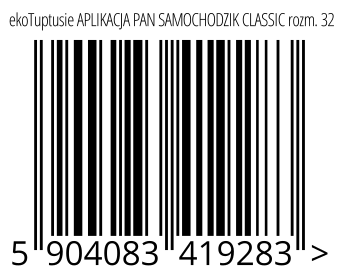 ekoTuptusie APLIKACJA PAN SAMOCHODZIK CLASSIC rozm. 32
5 904083 419283 >